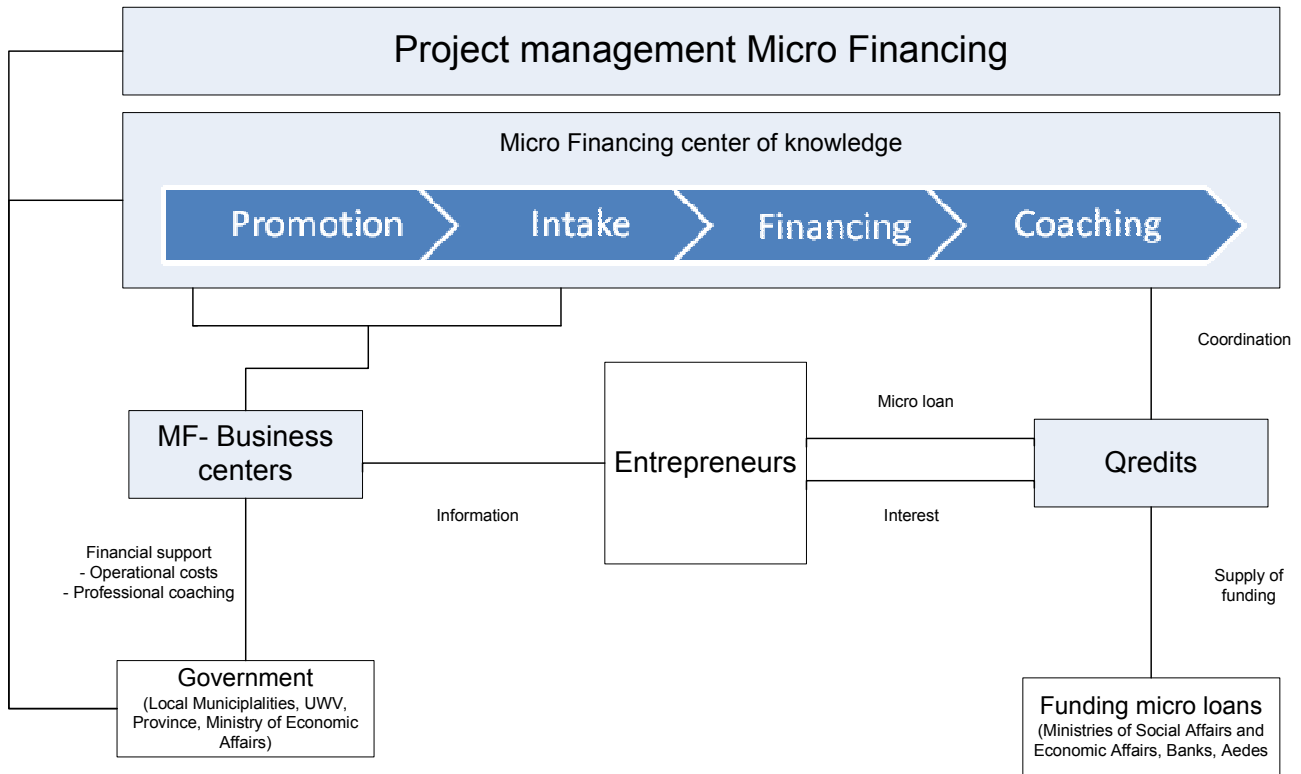 Project management Micro Financing
Micro Financing center of knowledge
Promotion
Intake
Financing
Coaching
Coordination
Micro loan
MF- Business
centers
Entrepreneurs
Qredits
Information
Interest
Financial support
- Operational costs
- Professional coaching
Supply of
funding
Government
(Local Municiplalities, UWV,
Province, Ministry of Economic
Affairs)
Funding micro loans
(Ministries of Social Affairs and
Economic Affairs, Banks, Aedes